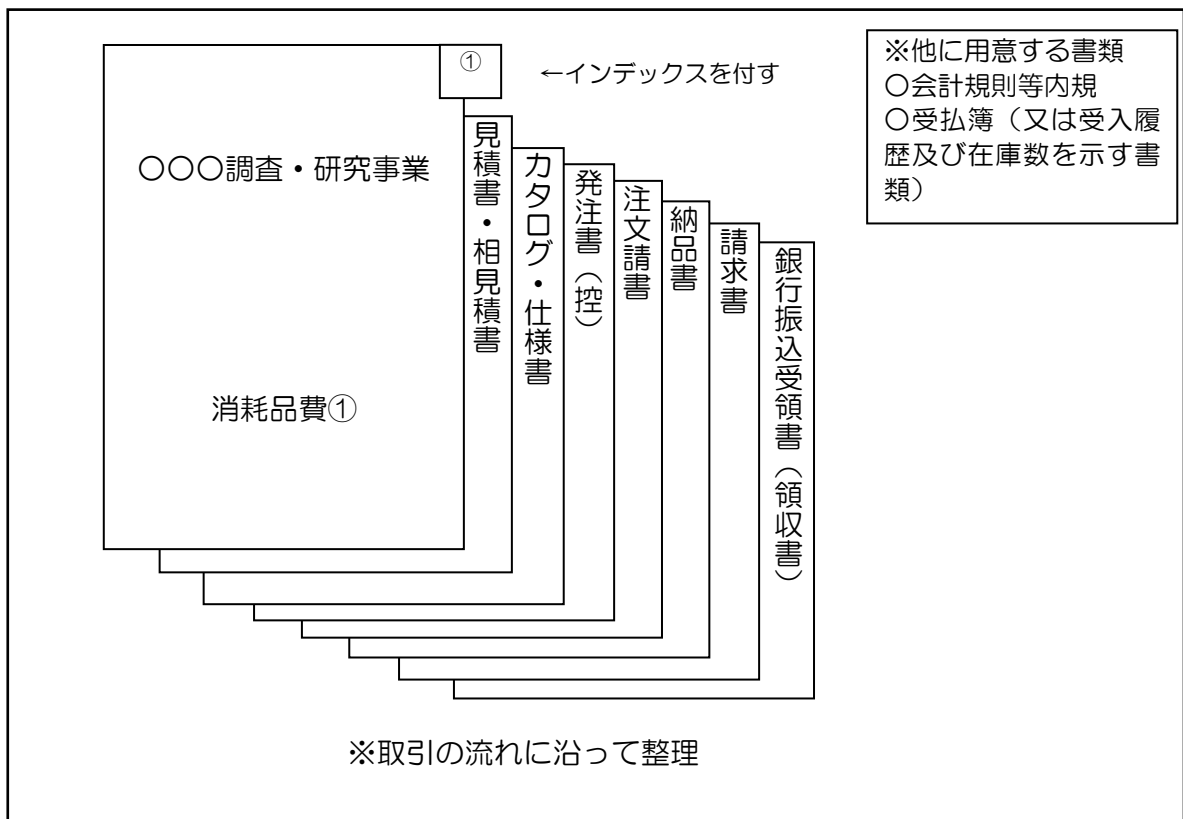 ①
←インデックスを付す
〇〇〇調査・研究事業
消耗品費①
見積書・相見積書
カタログ・仕様書
発注書（控）
注文請書
納品書
請求書
銀行振込受領書（領収書）
※他に用意する書類
〇会計規則等内規
〇受払簿（又は受入履
歴及び在庫数を示す書
類）
※取引の流れに沿って整理